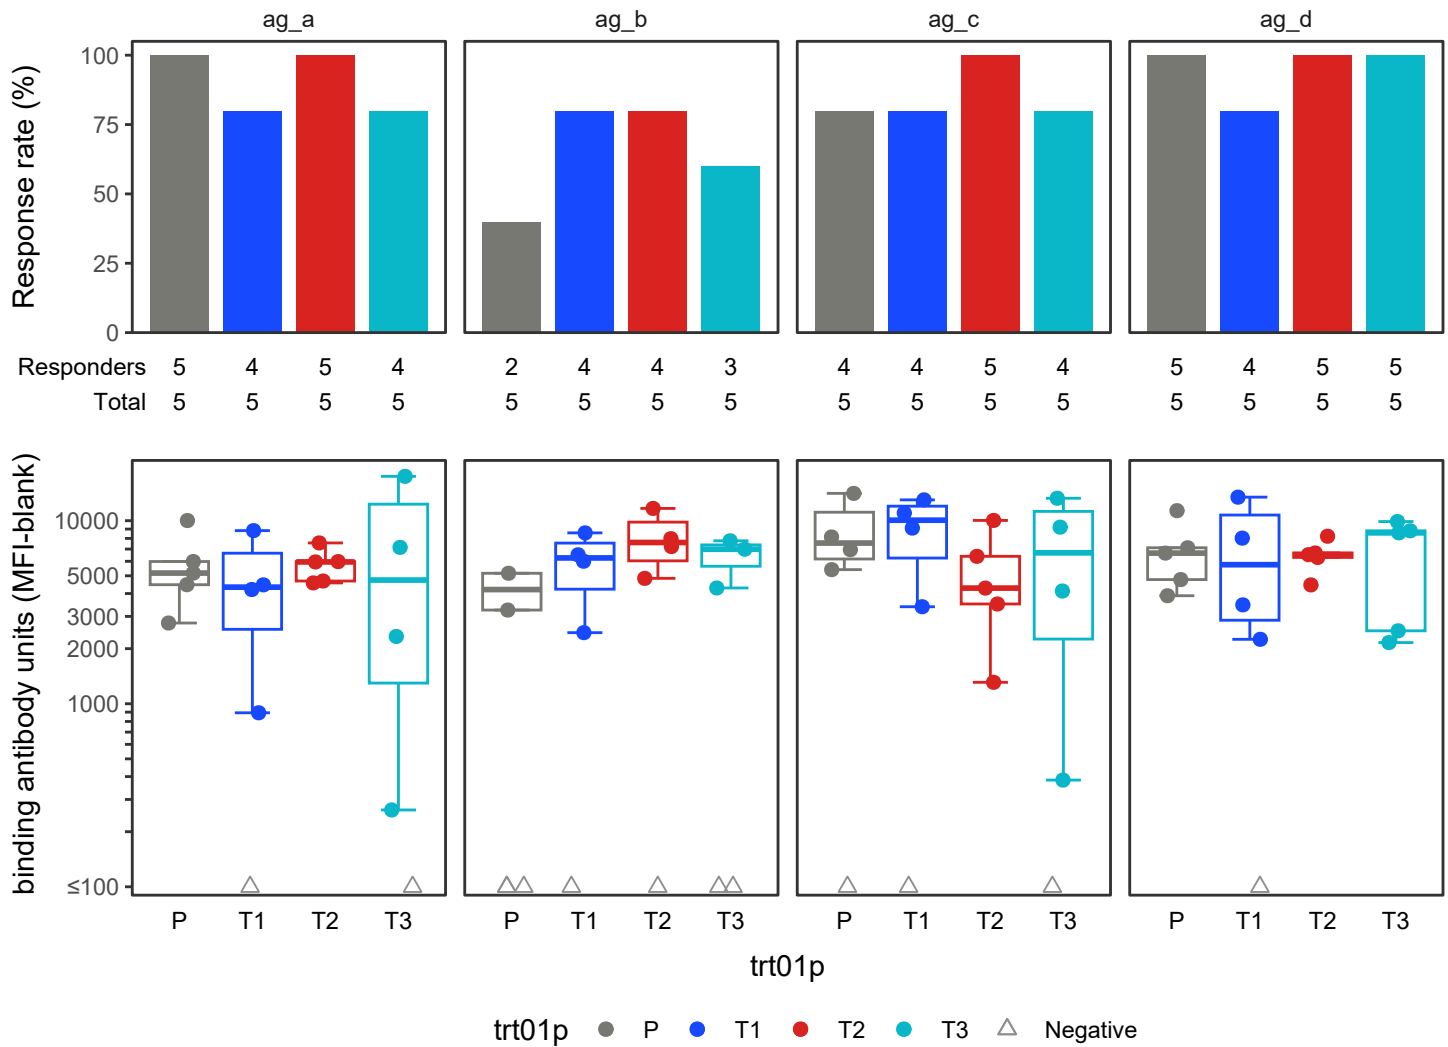 ag_a ag_b ag_c ag_d
Response rate (%)
100
75
50
25
0
Responders 5 4 5 4 2 4 4 3 4 4 5 4 5 4 5 5
Total 5 5 5 5 5 5 5 5 5 5 5 5 5 5 5 5
binding antibody units (MFI-blank)
10000
5000
3000
2000
1000
≤100
P T1 T2 T3 P T1 T2 T3 P T1 T2 T3 P T1 T2 T3
trt01p
trt01p P T1 T2 T3 Negative